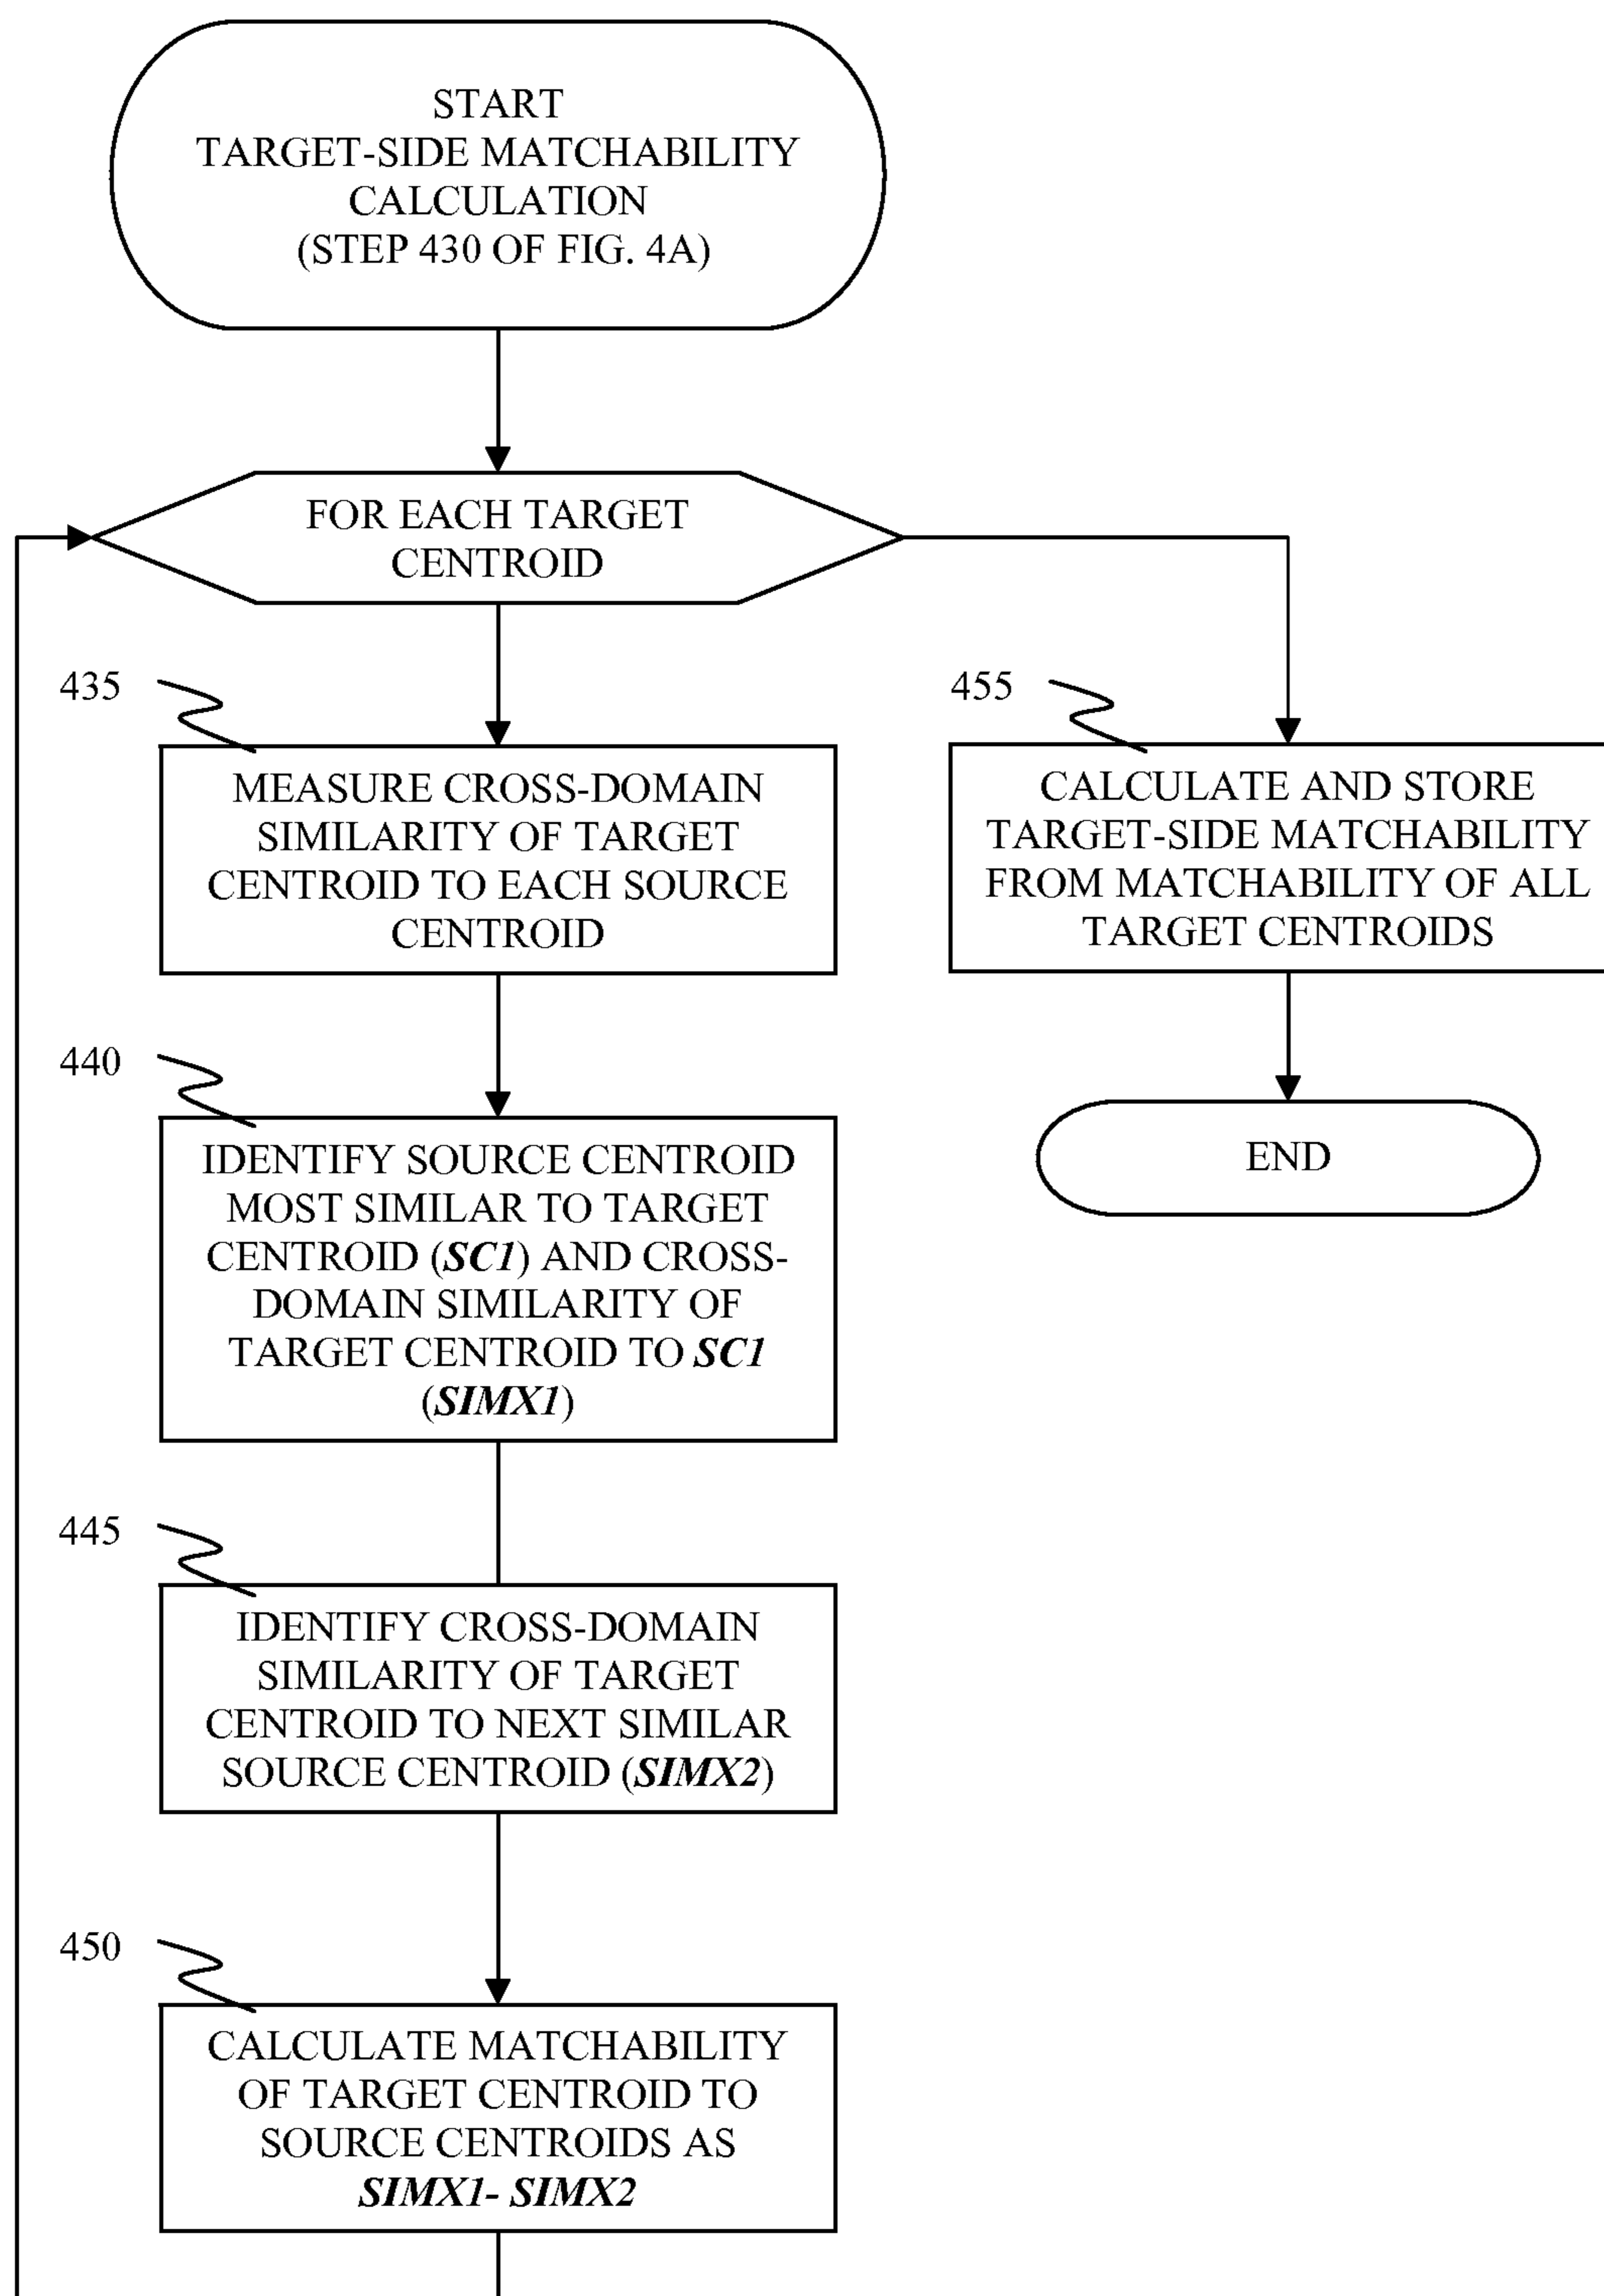 START
TARGET-SIDE MATCHABILITY
CALCULATION
(STEP 430 OF FIG. 4A)
FOR EACH TARGET
CENTROID
435
MEASURE CROSS-DOMAIN
SIMILARITY OF TARGET
CENTROID TO EACH SOURCE
CENTROID
455
CALCULATE AND STORE
TARGET-SIDE MATCHABILITY
FROM MATCHABILITY OF ALL
TARGET CENTROIDS
440
IDENTIFY SOURCE CENTROID
MOST SIMILAR TO TARGET
CENTROID (SC1) AND CROSS-
DOMAIN SIMILARITY OF
TARGET CENTROID TO SC1
(SIMX1)
END
445
IDENTIFY CROSS-DOMAIN
SIMILARITY OF TARGET
CENTROID TO NEXT SIMILAR
SOURCE CENTROID (SIMX2)
450
CALCULATE MATCHABILITY
OF TARGET CENTROID TO
SOURCE CENTROIDS AS
SIMX1- SIMX2